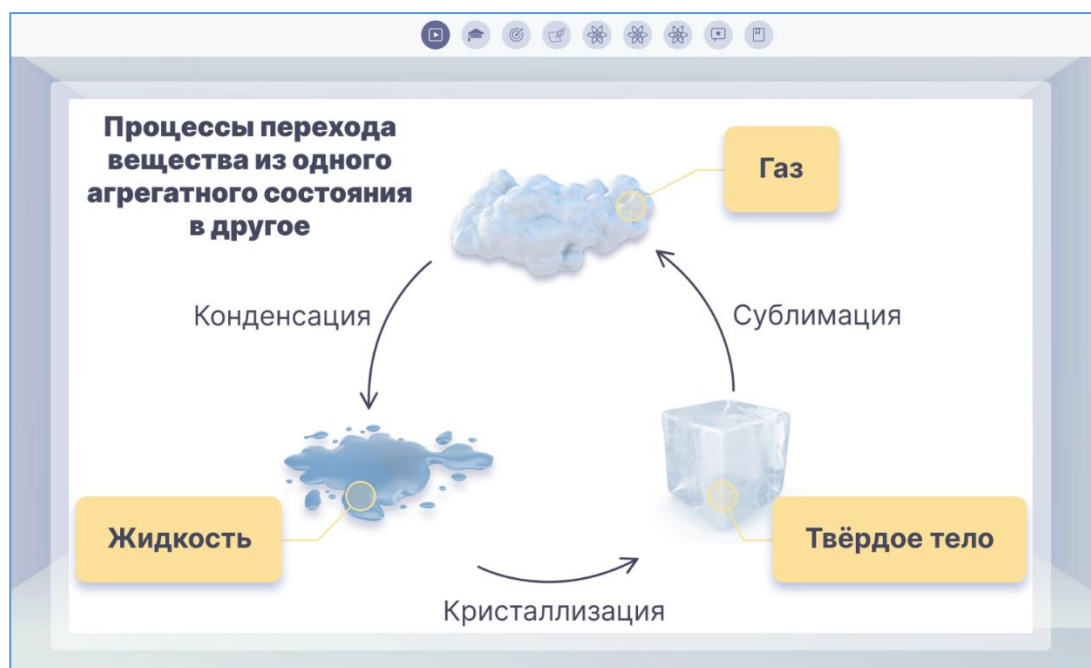 Процессы перехода
вещества из одного
агрегатного состояния
в другое
Газ
Конденсация
Сублимация
Жидкость
Твёрдое тело
Кристаллизация